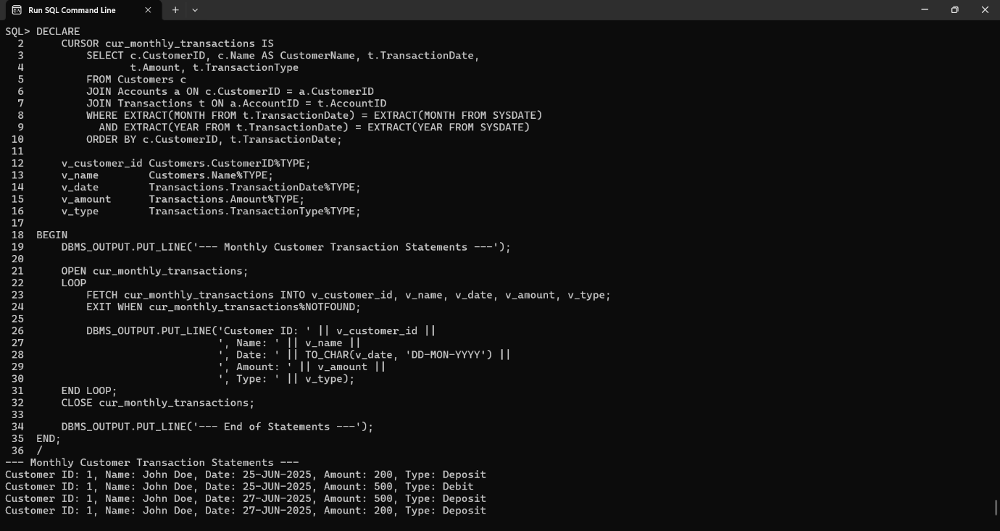 Run SQL Command Line
SQL> DECLARE
  2      CURSOR cur_monthly_transactions IS
  3          SELECT c.CustomerID, c.Name AS CustomerName, t.TransactionDate,
  4                 t.Amount, t.TransactionType
  5          FROM Customers c
  6          JOIN Accounts a ON c.CustomerID = a.CustomerID
  7          JOIN Transactions t ON a.AccountID = t.AccountID
  8          WHERE EXTRACT(MONTH FROM t.TransactionDate) = EXTRACT(MONTH FROM SYSDATE)
  9            AND EXTRACT(YEAR FROM t.TransactionDate) = EXTRACT(YEAR FROM SYSDATE)
 10          ORDER BY c.CustomerID, t.TransactionDate;
 11
 12      v_customer_id Customers.CustomerID%TYPE;
 13      v_name        Customers.Name%TYPE;
 14      v_date        Transactions.TransactionDate%TYPE;
 15      v_amount      Transactions.Amount%TYPE;
 16      v_type        Transactions.TransactionType%TYPE;
 17
 18  BEGIN
 19      DBMS_OUTPUT.PUT_LINE('--- Monthly Customer Transaction Statements ---');
 20
 21      OPEN cur_monthly_transactions;
 22      LOOP
 23          FETCH cur_monthly_transactions INTO v_customer_id, v_name, v_date, v_amount, v_type;
 24          EXIT WHEN cur_monthly_transactions%NOTFOUND;
 25
 26          DBMS_OUTPUT.PUT_LINE('Customer ID: ' || v_customer_id ||
 27                               ', Name: ' || v_name ||
 28                               ', Date: ' || TO_CHAR(v_date, 'DD-MON-YYYY') ||
 29                               ', Amount: ' || v_amount ||
 30                               ', Type: ' || v_type);
 31      END LOOP;
 32      CLOSE cur_monthly_transactions;
 33
 34      DBMS_OUTPUT.PUT_LINE('--- End of Statements ---');
 35  END;
 36  /
--- Monthly Customer Transaction Statements ---
Customer ID: 1, Name: John Doe, Date: 25-JUN-2025, Amount: 200, Type: Deposit
Customer ID: 1, Name: John Doe, Date: 25-JUN-2025, Amount: 500, Type: Debit
Customer ID: 1, Name: John Doe, Date: 27-JUN-2025, Amount: 500, Type: Deposit
Customer ID: 1, Name: John Doe, Date: 27-JUN-2025, Amount: 200, Type: Deposit